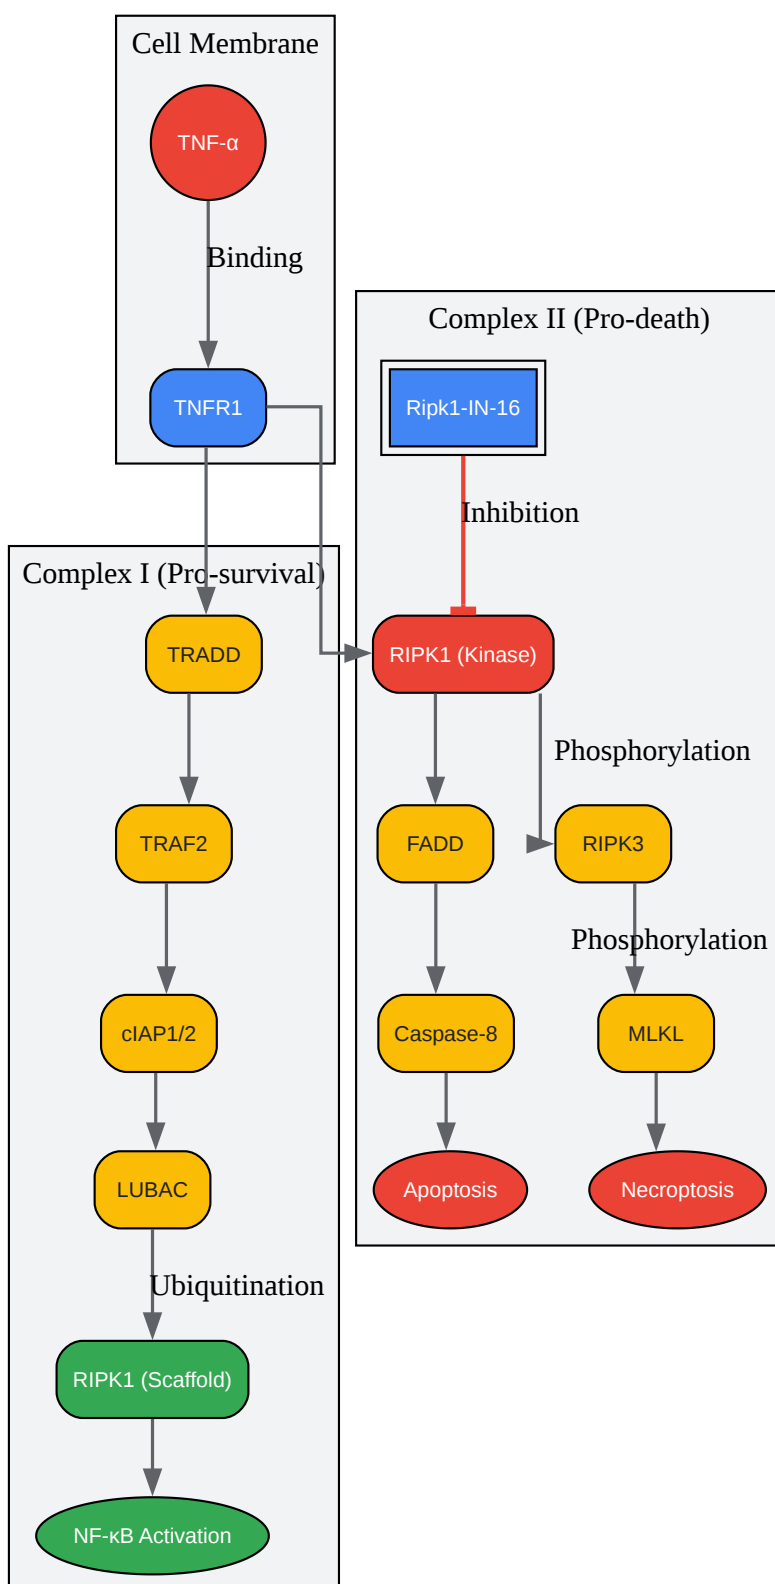 Cell Membrane
TNF-α
Binding
TNFR1
Complex II (Pro-death)
Ripk1-IN-16
Inhibition
RIPK1 (Kinase)
Phosphorylation
FADD
RIPK3
Phosphorylation
Caspase-8
MLKL
Apoptosis
Necroptosis
Complex I (Pro-survival)
TRADD
TRAF2
cIAP1/2
LUBAC
Ubiquitination
RIPK1 (Scaffold)
NF-κB Activation